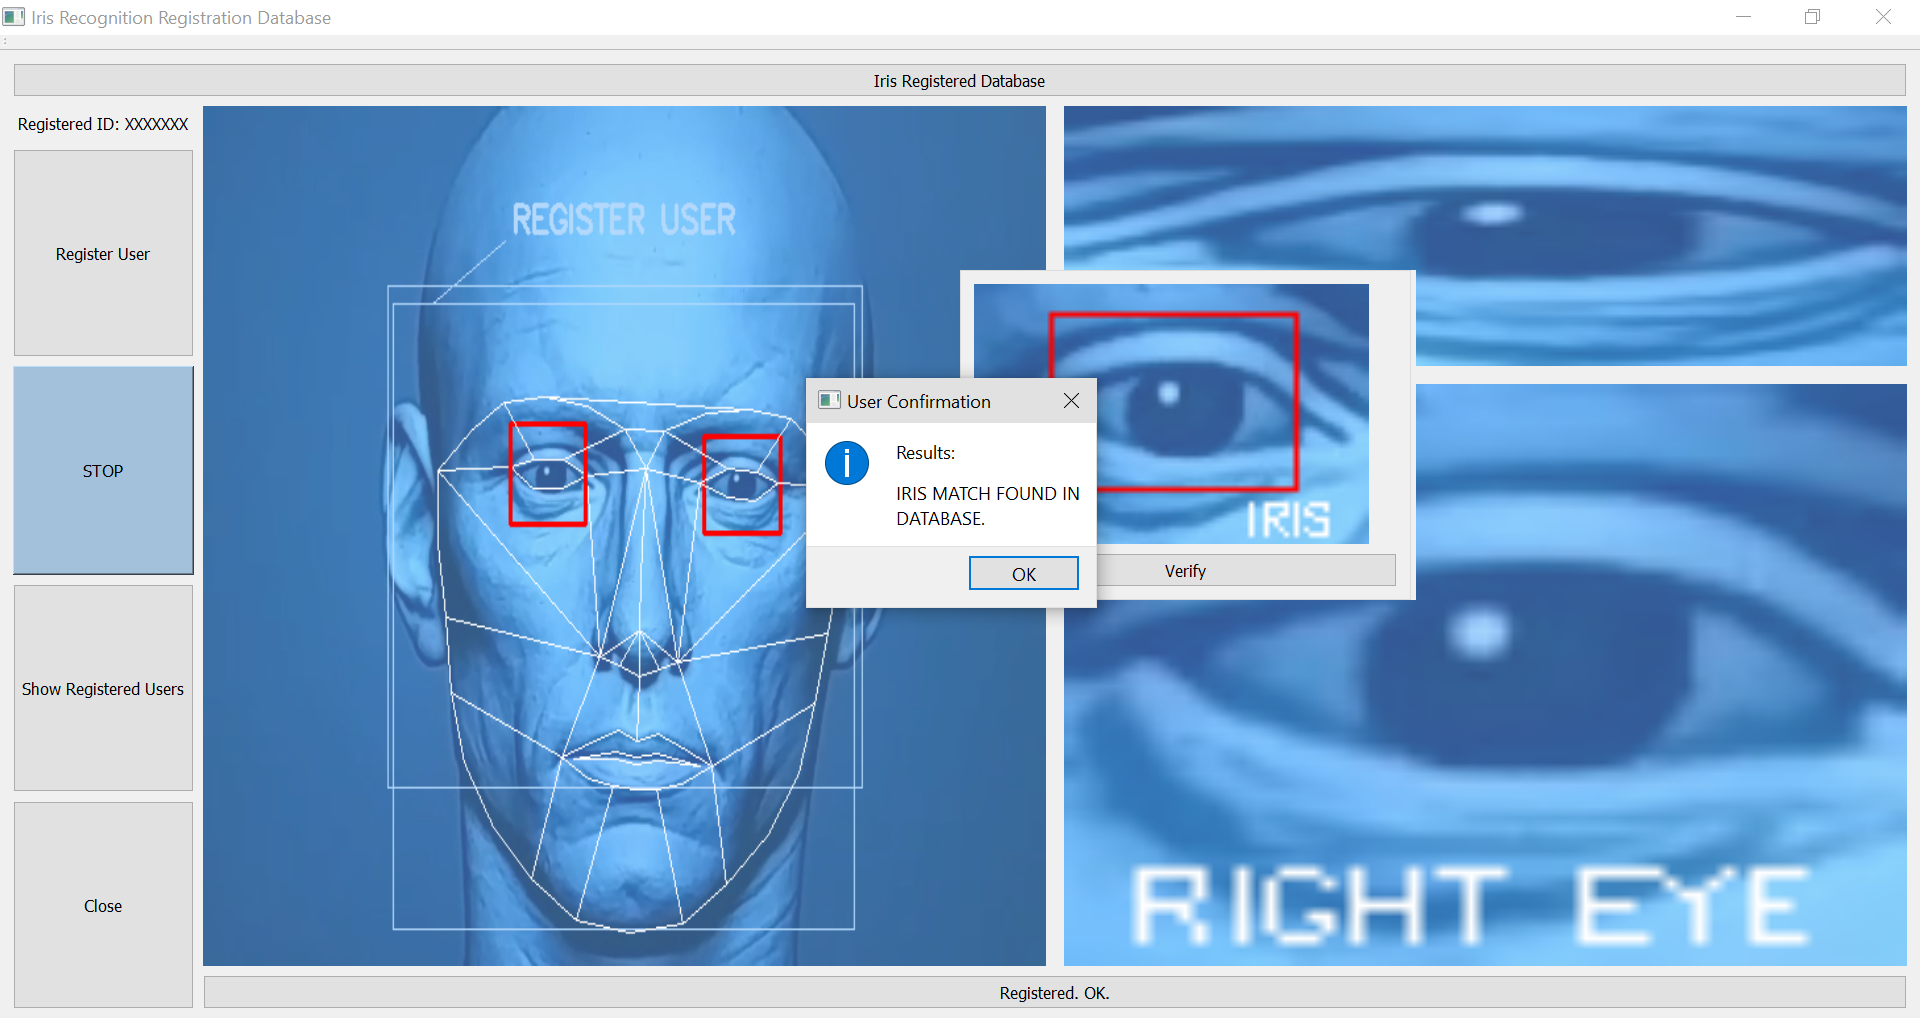 Iris Recognition Registration Database
Iris Registered Database
Registered ID: XXXXXXX
Register User
STOP
Show Registered Users
Close
REGISTER USER
User Confirmation
Results:
IRIS MATCH FOUND IN
DATABASE.
OK
IRIS
Verify
RIGHT EYE
Registered. OK.